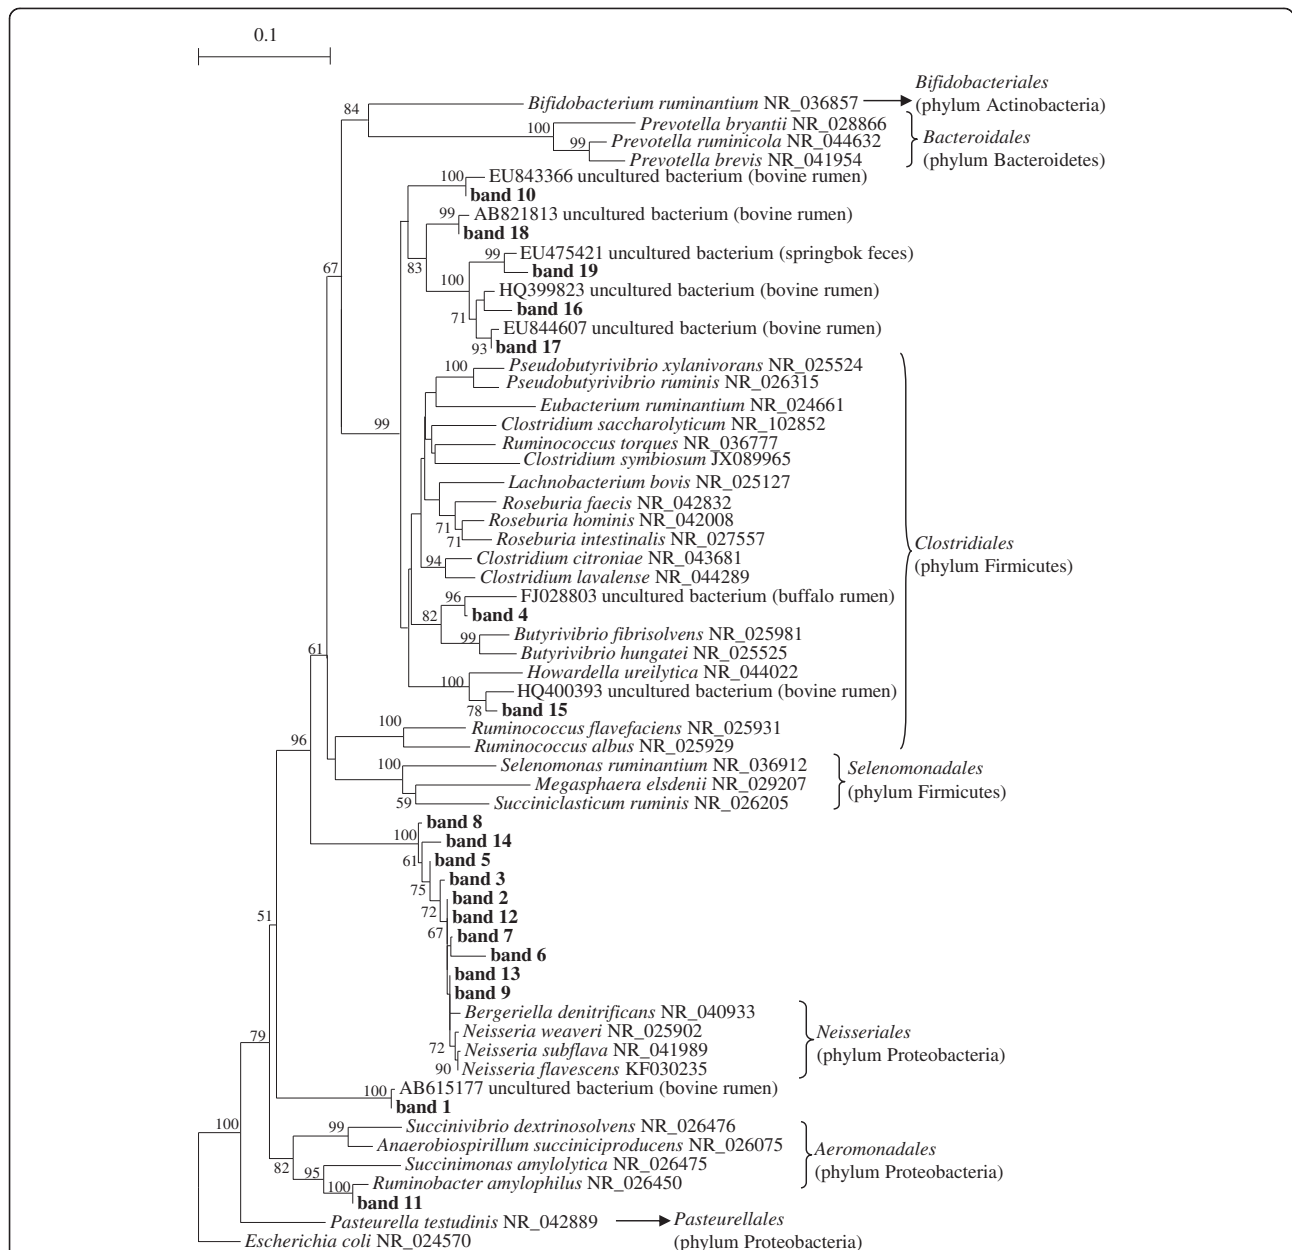 0.1
Bifidobacteriales
84
Bifidobacterium ruminantium NR_036857
(phylum Actinobacteria)
100
Prevotella bryantii NR_028866
99
Prevotella ruminicola NR_044632
Bacteroidales
Prevotella brevis NR_041954
(phylum Bacteroidetes)
100
EU843366 uncultured bacterium (bovine rumen)
band 10
99
AB821813 uncultured bacterium (bovine rumen)
band 18
99
EU475421 uncultured bacterium (springbok feces)
67
83
band 19
100
HQ399823 uncultured bacterium (bovine rumen)
band 16
71
EU844607 uncultured bacterium (bovine rumen)
93
band 17
100
Pseudobutyrivibrio xylanivorans NR_025524
Pseudobutyrivibrio ruminis NR_026315
Eubacterium ruminantium NR_024661
99
Clostridium saccharolyticum NR_102852
Ruminococcus torques NR_036777
Clostridium symbiosum JX089965
Lachnobacterium bovis NR_025127
Roseburia faecis NR_042832
71
Roseburia hominis NR_042008
71
Roseburia intestinalis NR_027557
Clostridiales
94
Clostridium citroniae NR_043681
(phylum Firmicutes)
Clostridium lavalense NR_044289
96
FJ028803 uncultured bacterium (buffalo rumen)
82
band 4
99
Butyrivibrio fibrisolvens NR_025981
61
Butyrivibrio hungatei NR_025525
Howardella ureilytica NR_044022
100
HQ400393 uncultured bacterium (bovine rumen)
78
band 15
100
Ruminococcus flavefaciens NR_025931
96
Ruminococcus albus NR_025929
100
Selenomonas ruminantium NR_036912
Selenomonadales
Megasphaera elsdenii NR_029207
(phylum Firmicutes)
59
Succiniclasticum ruminis NR_026205
band 8
100
band 14
61
band 5
75
band 3
band 2
72
band 12
51
67
band 7
band 6
band 13
band 9
Bergeriella denitrificans NR_040933
Neisseria weaveri NR_025902
Neisseriales
79
72
Neisseria subflava NR_041989
(phylum Proteobacteria)
90
Neisseria flavescens KF030235
100
AB615177 uncultured bacterium (bovine rumen)
band 1
100
99
Succinivibrio dextrinosolvens NR_026476
Anaerobiospirillum succiniciproducens NR_026075
Aeromonadales
82
95
Succinimonas amylolytica NR_026475
(phylum Proteobacteria)
100
Ruminobacter amylophilus NR_026450
band 11
Pasteurella testudinis NR_042889
Pasteurellales
Escherichia coli NR_024570
(phylum Proteobacteria)